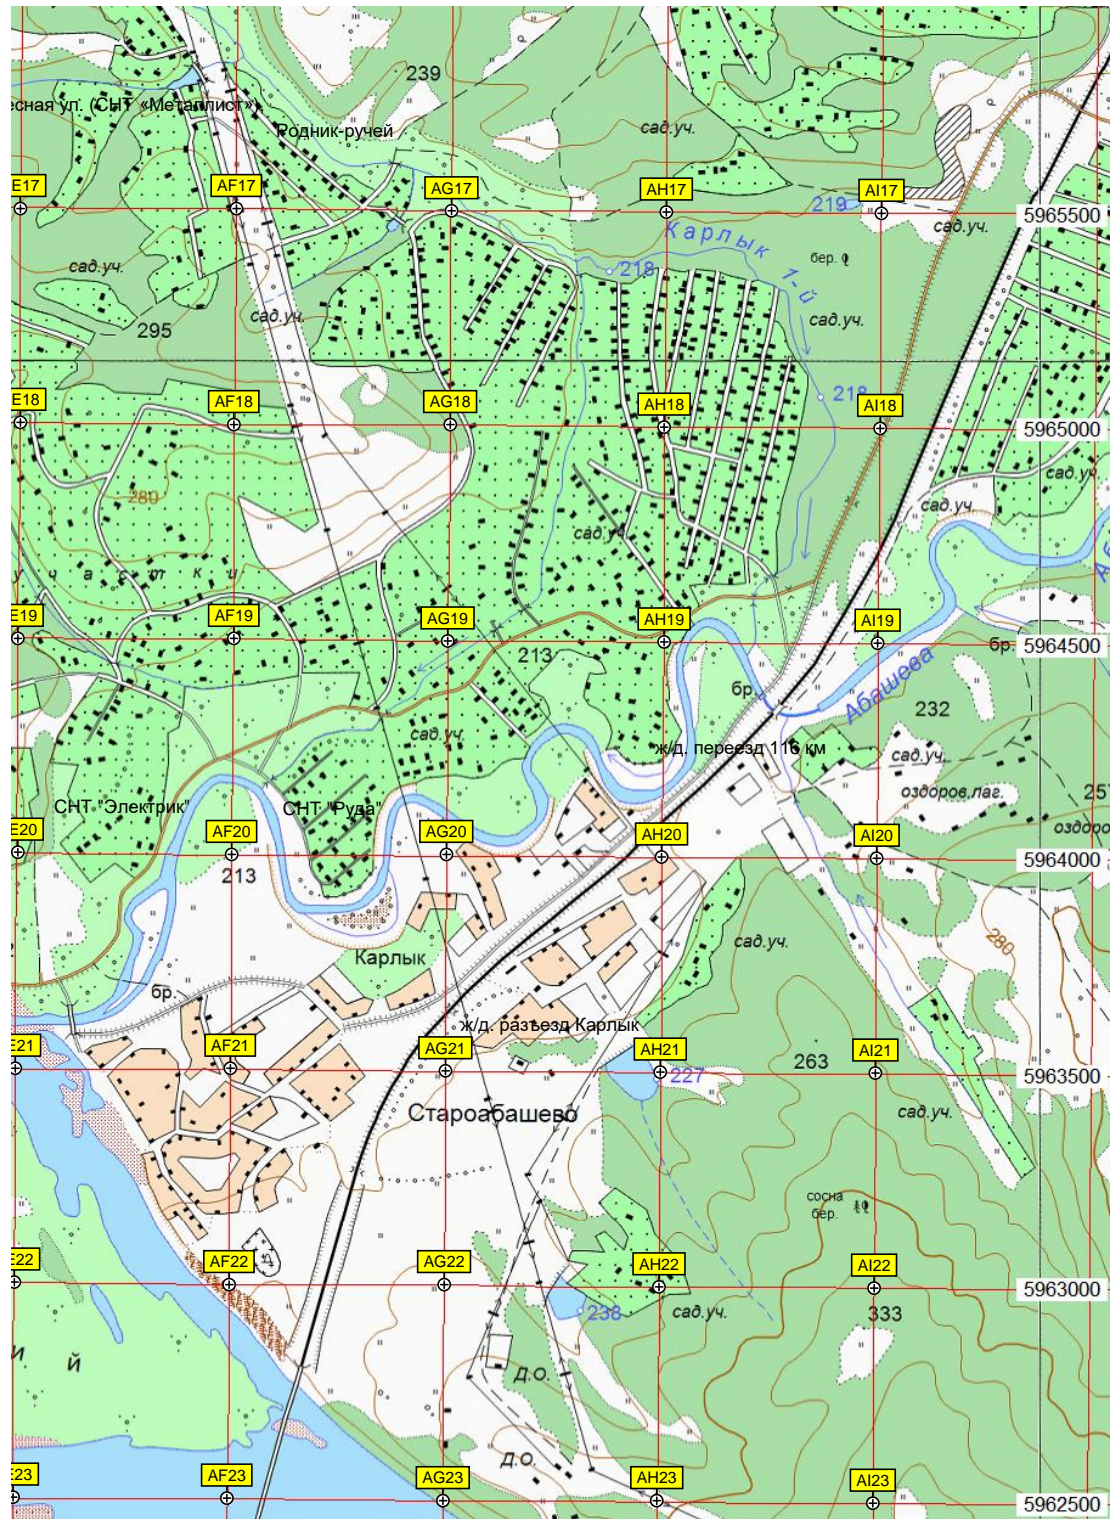 239
есная ул. (СНТ «Металлист»)
Родник-ручей
сад.уч.
E17
AF17
AG17
AH17
AI17
219
5965500
сад.уч.
Карлык 1-й
бер.
сад.уч.
218
295
сад.уч.
сад.уч.
218
E18
AF18
AG18
AH18
AI18
5965000
сад.уч.
280
сад.уч.
сад.уч.
участки
E19
AF19
AG19
AH19
AI19
213
бр.
5964500
Абашева
бр.
232
сад.уч.
ж/д. переезд 116 км
сад.уч.
оздоров.лаг.
257
СНТ "Электрик"
СНТ "Руда"
оздоро
E20
AF20
AG20
AH20
AI20
5964000
213
сад.уч.
280
Карлык
бр.
ж/д. разъезд Карлык
E21
AF21
AG21
AH21
AI21
227
263
5963500
Староабашево
сад.уч.
сосна
бер.
E22
AF22
AG22
AH22
AI22
5963000
238
сад.уч.
333
и й
Д.О.
Д.О.
E23
AF23
AG23
AH23
AI23
5962500